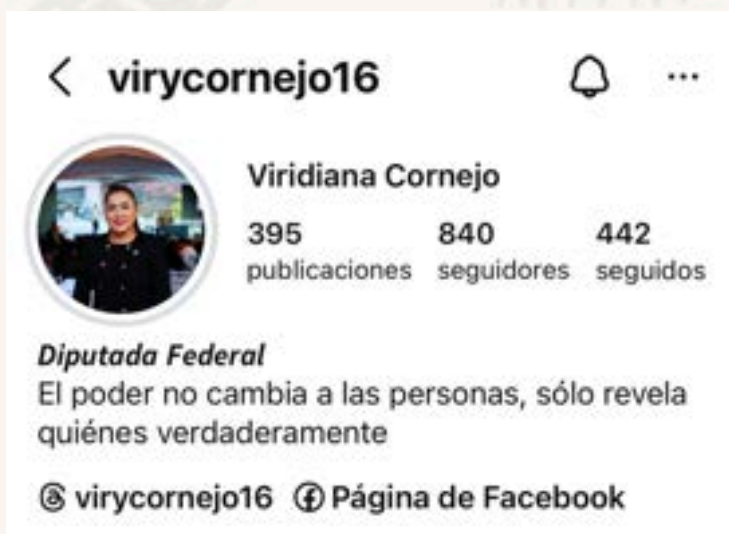 virycornejo16
Viridiana Cornejo
395 840 442
publicaciones seguidores seguidos
Diputada Federal
El poder no cambia a las personas, sólo revela
quiénes verdaderamente
virycornejo16 Página de Facebook